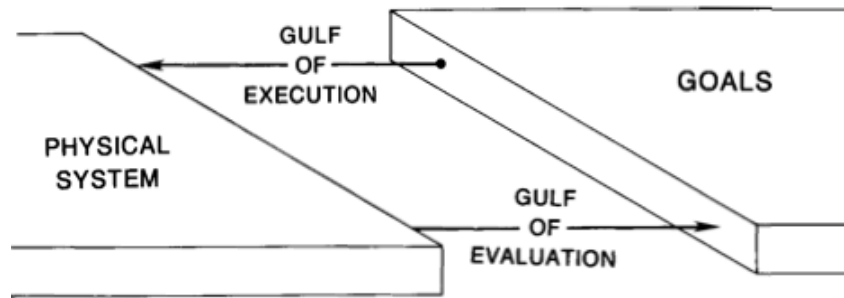 GULF
OF
EXECUTION
GOALS
PHYSICAL
SYSTEM
GULF
OF
EVALUATION